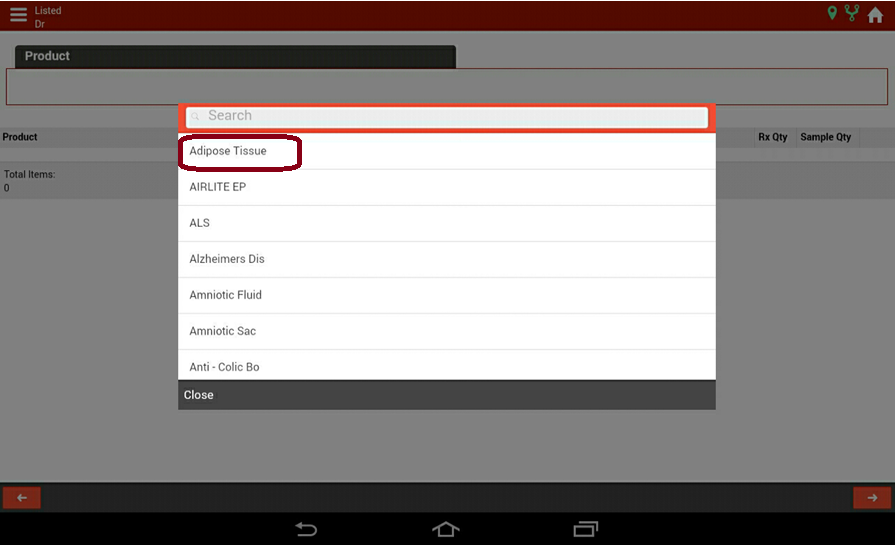 Listed
Dr
Product
Search
Product
Rx Qty
Sample Qty
Adipose Tissue
Total Items:
0
AIRLITE EP
ALS
Alzheimers Dis
Amniotic Fluid
Amniotic Sac
Anti - Colic Bo
Close